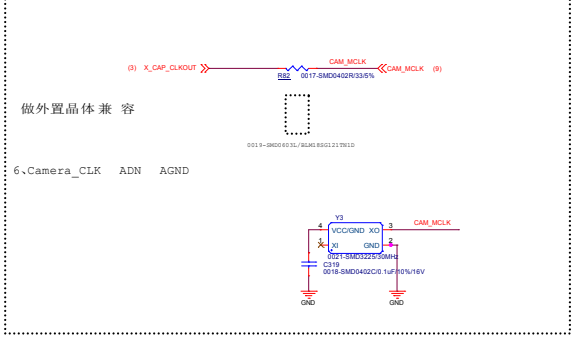 CAM_MCLK
(3) X_CAP_CLKOUT
CAM_MCLK (9)
R82 0017-SMD0402R/33/5%
做外置晶体兼 容
0019-SMD0603L/BLM18SG121TN1D
6、Camera_CLK ADN AGND
Y3
4 VCC/GND XO 3 CAM_MCLK
1 XI GND 2
0021-SMD3225/30MHz
C319
0018-SMD0402C/0.1uF/10%/16V
GND GND